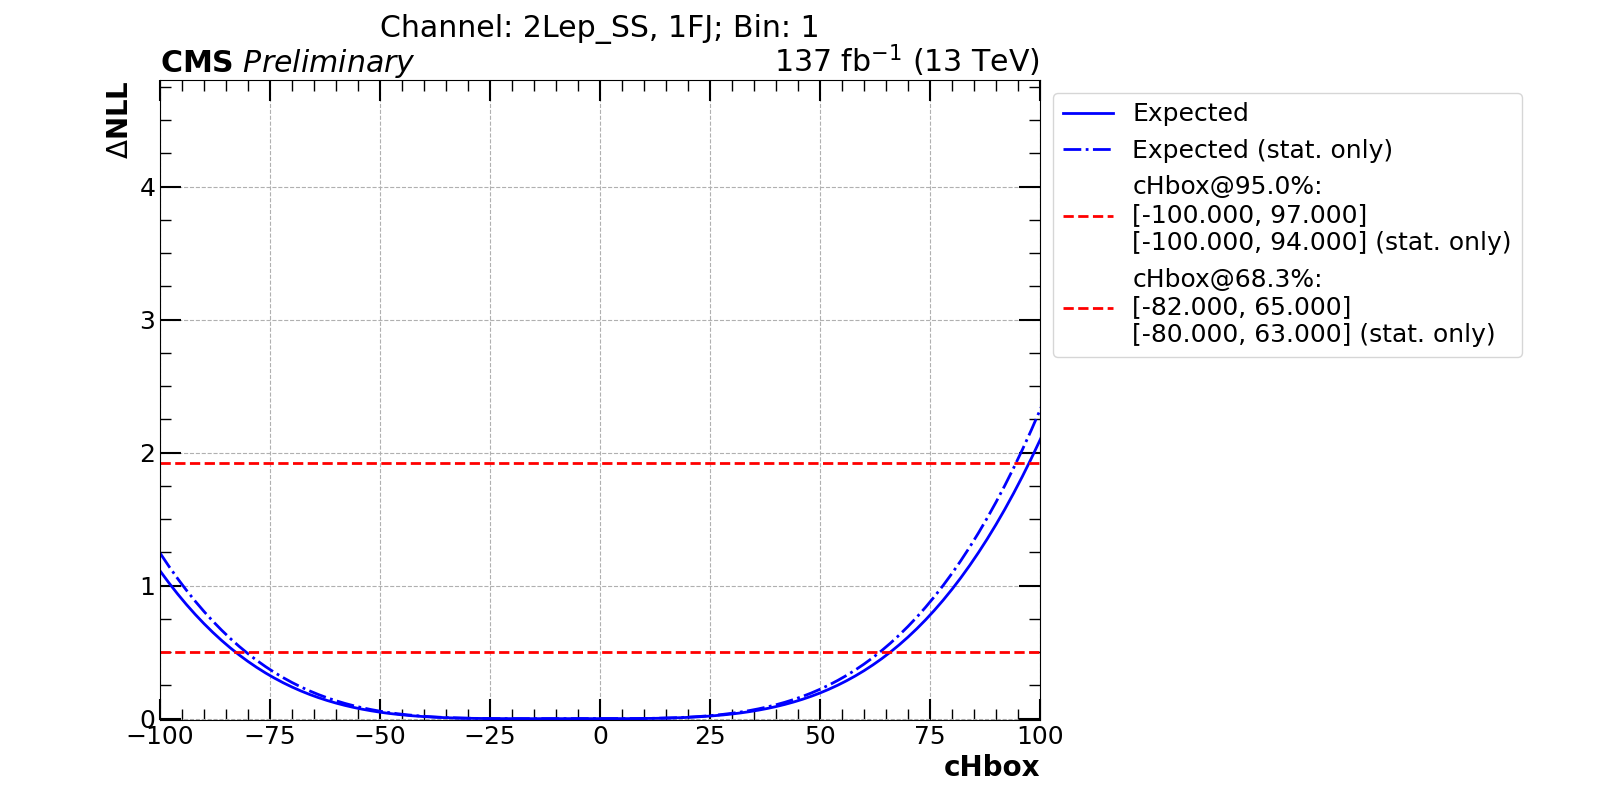 Channel: 2Lep_SS, 1FJ; Bin: 1
CMS Preliminary 137 fb⁻¹ (13 TeV)
ΔNLL
4
3
2
1
0
−100 −75 −50 −25 0 25 50 75 100
cHbox
Expected
Expected (stat. only)
cHbox@95.0%:
[-100.000, 97.000]
[-100.000, 94.000] (stat. only)
cHbox@68.3%:
[-82.000, 65.000]
[-80.000, 63.000] (stat. only)